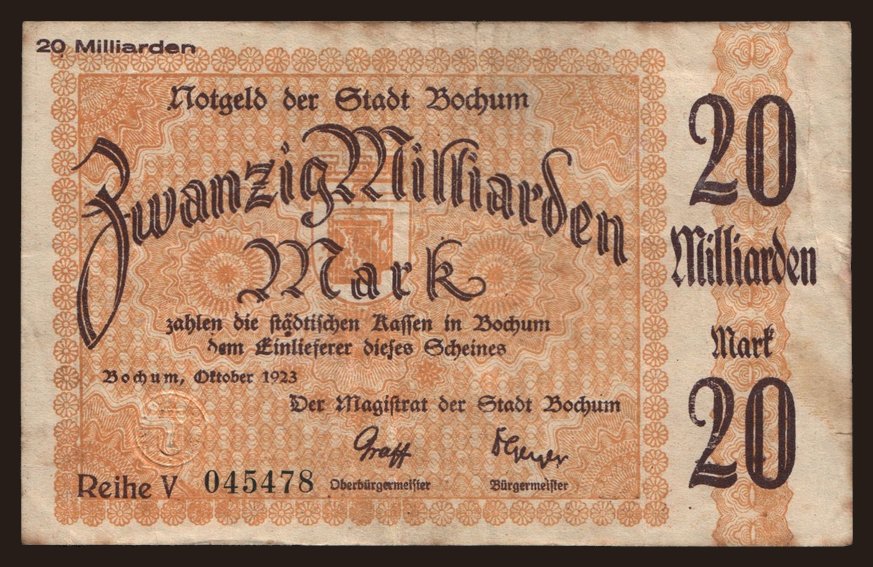 20 Milliarden
Notgeld der Stadt Bochum
Zwanzig Milliarden
Mark
zahlen die städtischen Kassen in Bochum
dem Einlieferer dieses Scheines
Bochum, Oktober 1923
Der Magistrat der Stadt Bochum
Graff
Oberbürgermeister Bürgermeister
Reihe V 045478
20
Milliarden
Mark
20